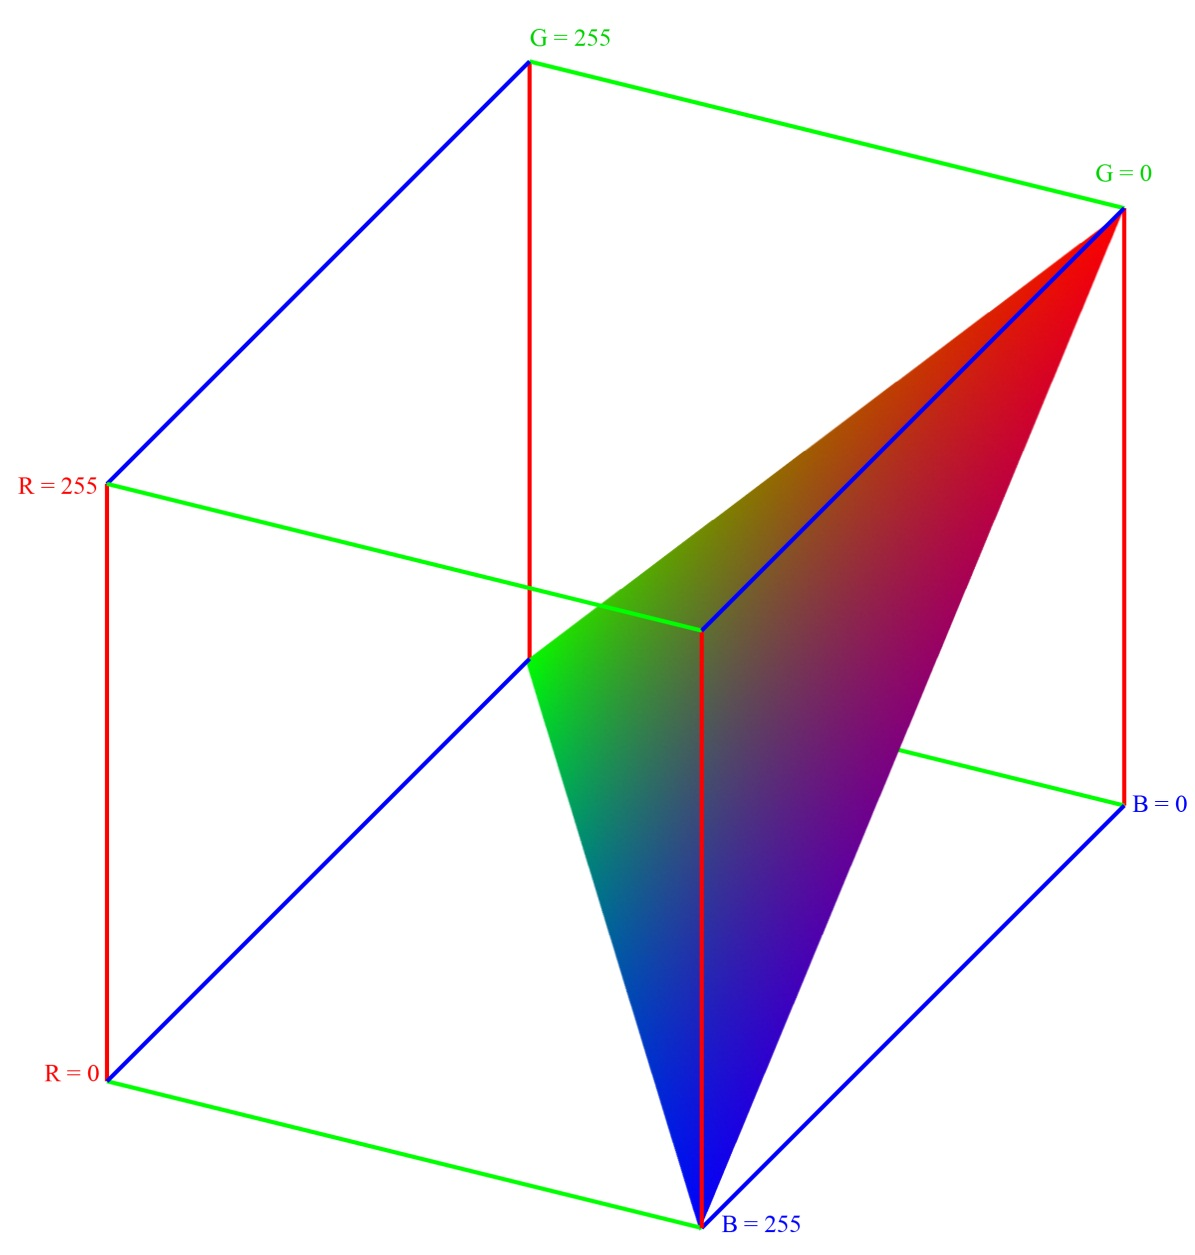 G = 255
G = 0
R = 255
B = 0
R = 0
B = 255